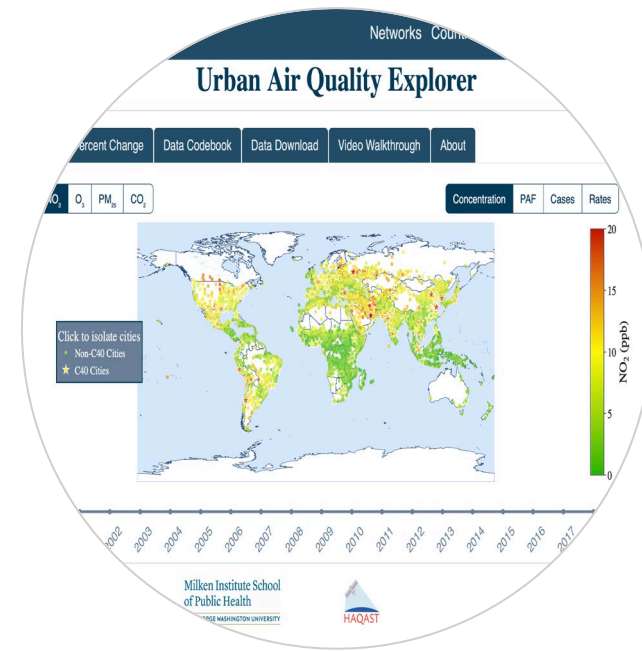 Networks
Urban Air Quality Explorer
Change Data Codebook Data Download Video Walkthrough About
O₃ PM₂₅ CO₂ Concentration PAF Cases Rates
20
15
10
5
0
NO₂ (ppb)
Click to isolate cities
Non-C40 Cities
C40 Cities
2002 2003 2004 2005 2006 2007 2008 2009 2010 2011 2012 2013 2014 2015 2016 2017
Milken Institute School
of Public Health
WASHINGTON UNIVERSITY
HAQAST